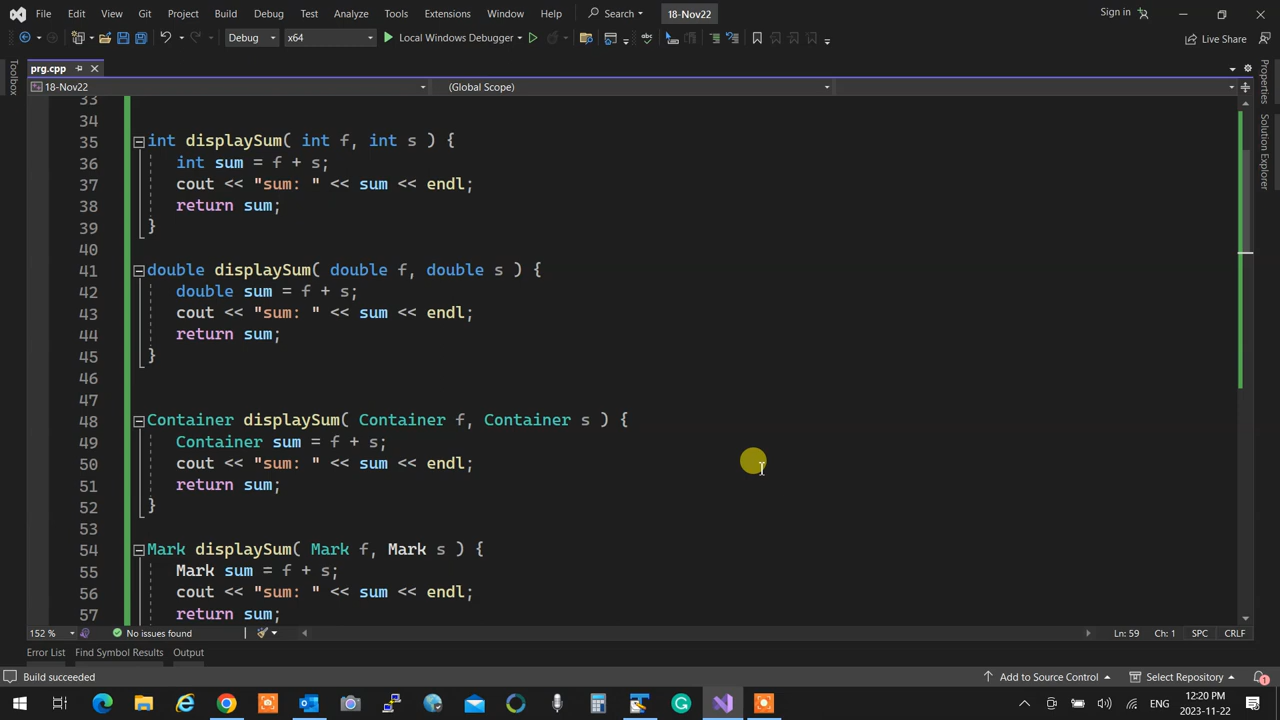 File Edit View Git Project Build Debug Test Analyze Tools Extensions Window Help Search 18-Nov22 Sign in
Debug x64 Local Windows Debugger Live Share
Toolbox
prg.cpp
18-Nov22 (Global Scope)
33
34
35 int displaySum( int f, int s ) {
36 int sum = f + s;
37 cout << "sum: " << sum << endl;
38 return sum;
39 }
40
41 double displaySum( double f, double s ) {
42 double sum = f + s;
43 cout << "sum: " << sum << endl;
44 return sum;
45 }
46
47
48 Container displaySum( Container f, Container s ) {
49 Container sum = f + s;
50 cout << "sum: " << sum << endl;
51 return sum;
52 }
53
54 Mark displaySum( Mark f, Mark s ) {
55 Mark sum = f + s;
56 cout << "sum: " << sum << endl;
57 return sum;
Properties
Solution Explorer
152 % No issues found Ln: 59 Ch: 1 SPC CRLF
Error List Find Symbol Results Output
Build succeeded Add to Source Control Select Repository 1
ENG 12:20 PM
2023-11-22